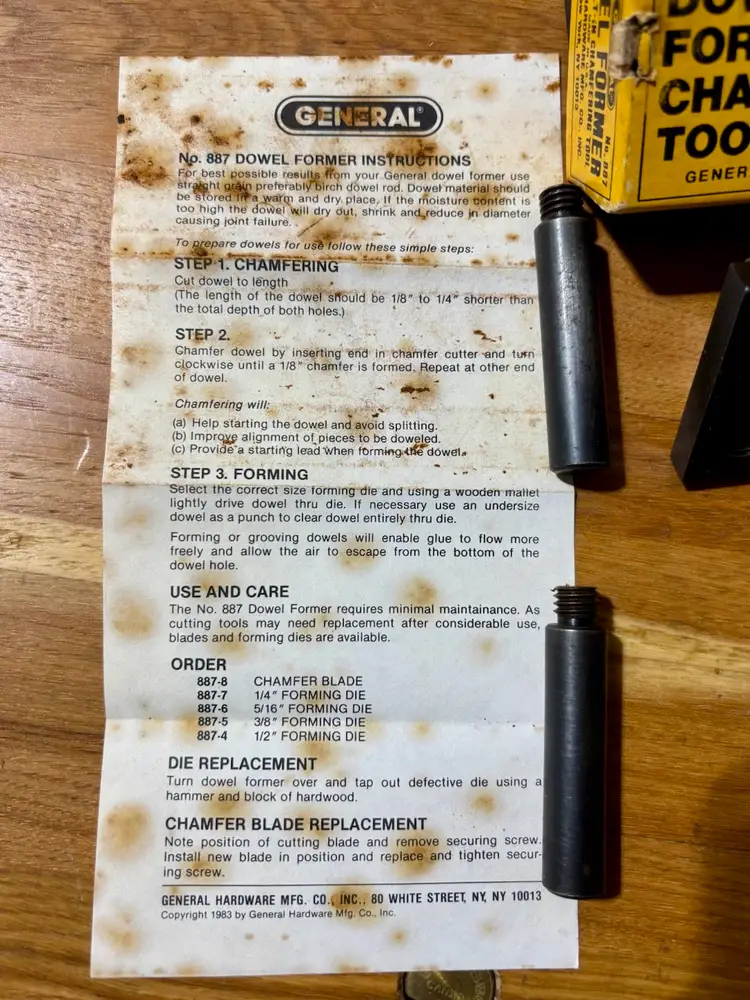 GENERAL®
No. 887 DOWEL FORMER INSTRUCTIONS
For best possible results from your General dowel former use
straight grain preferably birch dowel rod. Dowel material should
be stored in a warm and dry place. If the moisture content is
too high the dowel will dry out, shrink and reduce in diameter
causing joint failure.
To prepare dowels for use follow these simple steps:
STEP 1. CHAMFERING
Cut dowel to length
(The length of the dowel should be 1/8" to 1/4" shorter than
the total depth of both holes.)
STEP 2.
Chamfer dowel by inserting end in chamfer cutter and turn
clockwise until a 1/8" chamfer is formed. Repeat at other end
of dowel.
Chamfering will:
(a) Help starting the dowel and avoid splitting.
(b) Improve alignment of pieces to be doweled.
(c) Provide a starting lead when forming the dowel.
STEP 3. FORMING
Select the correct size forming die and using a wooden mallet
lightly drive dowel thru die. If necessary use an undersize
dowel as a punch to clear dowel entirely thru die.
Forming or grooving dowels will enable glue to flow more
freely and allow the air to escape from the bottom of the
dowel hole.
USE AND CARE
The No. 887 Dowel Former requires minimal maintainance. As
cutting tools may need replacement after considerable use,
blades and forming dies are available.
ORDER
887-8 CHAMFER BLADE
887-7 1/4" FORMING DIE
887-6 5/16" FORMING DIE
887-5 3/8" FORMING DIE
887-4 1/2" FORMING DIE
DIE REPLACEMENT
Turn dowel former over and tap out defective die using a
hammer and block of hardwood.
CHAMFER BLADE REPLACEMENT
Note position of cutting blade and remove securing screw.
Install new blade in position and replace and tighten secur-
ing screw.
GENERAL HARDWARE MFG. CO., INC., 80 WHITE STREET, NY, NY 10013
Copyright 1983 by General Hardware Mfg. Co., Inc.
EL FORMER No. 887
T-IN CHAMFERING TOOL
HARDWARE MFG. CO., INC.
YORK, NY 10013
DO
FOR
CHA
TOO
GENER